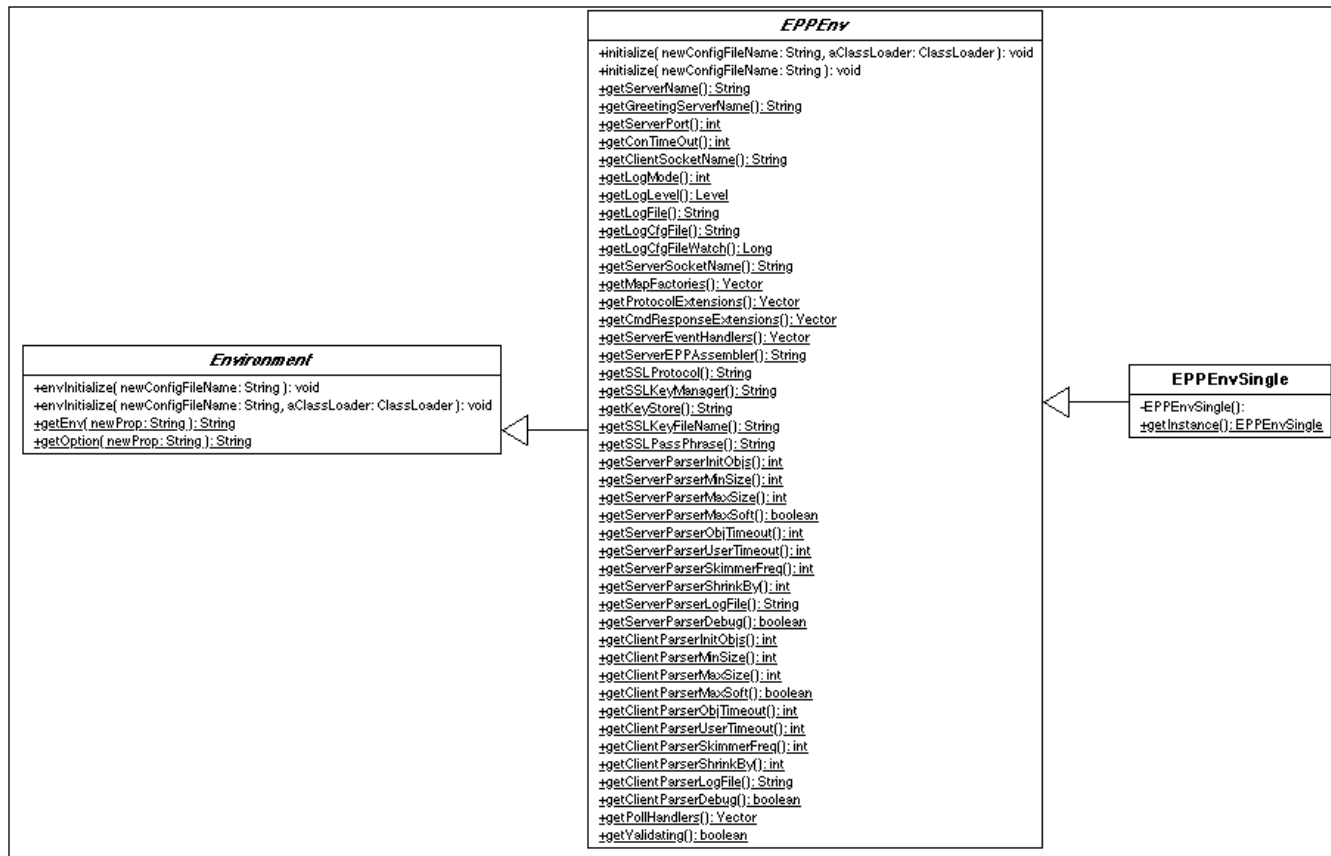 EPPEnv
+initialize( newConfigFileName: String, aClassLoader: ClassLoader ): void
+initialize( newConfigFileName: String ): void
+getServerName(): String
+getGreetingServerName(): String
+getServerPort(): int
+getConTimeOut(): int
+getClientSocketName(): String
+getLogMode(): int
+getLogLevel(): Level
+getLogFile(): String
+getLogCfgFile(): String
+getLogCfgFileWatch(): Long
+getServerSocketName(): String
+getMapFactories(): Vector
+getProtocolExtensions(): Vector
+getCmdResponseExtensions(): Vector
+getServerEventHandlers(): Vector
+getServerEPPAssembler(): String
+getSSLProtocol(): String
+getSSLKeyManager(): String
+getKeyStore(): String
+getSSLKeyFileName(): String
+getSSLPassPhrase(): String
+getServerParserInitObjs(): int
+getServerParserMinSize(): int
+getServerParserMaxSize(): int
+getServerParserMaxSoft(): boolean
+getServerParserObjTimeout(): int
+getServerParserUserTimeout(): int
+getServerParserSkimmerFreq(): int
+getServerParserShrinkBy(): int
+getServerParserLogFile(): String
+getServerParserDebug(): boolean
+getClientParserInitObjs(): int
+getClientParserMinSize(): int
+getClientParserMaxSize(): int
+getClientParserMaxSoft(): boolean
+getClientParserObjTimeout(): int
+getClientParserUserTimeout(): int
+getClientParserSkimmerFreq(): int
+getClientParserShrinkBy(): int
+getClientParserLogFile(): String
+getClientParserDebug(): boolean
+getPollHandlers(): Vector
+getValidating(): boolean
Environment
+envInitialize( newConfigFileName: String ): void
+envInitialize( newConfigFileName: String, aClassLoader: ClassLoader ): void
+getEnv( newProp: String ): String
+getOption( newProp: String ): String
EPPEnvSingle
-EPPEnvSingle():
+getInstance(): EPPEnvSingle